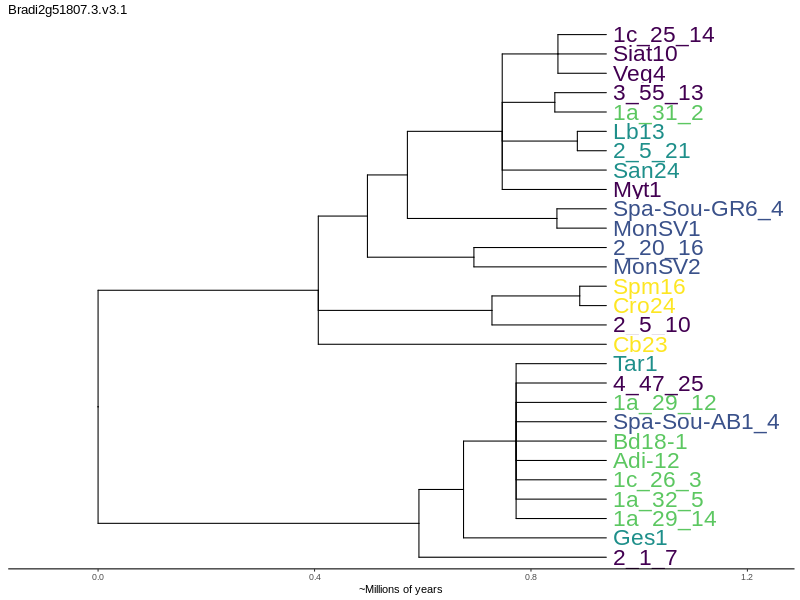 Bradi2g51807.3.v3.1
1c_25_14
Siat10
Veg4
3_55_13
1a_31_2
Lb13
2_5_21
San24
Myt1
Spa-Sou-GR6_4
MonSV1
2_20_16
MonSV2
Spm16
Cro24
2_5_10
Cb23
Tar1
4_47_25
1a_29_12
Spa-Sou-AB1_4
Bd18-1
Adi-12
1c_26_3
1a_32_5
1a_29_14
Ges1
2_1_7
0.0 0.4 0.8 1.2
~Millions of years